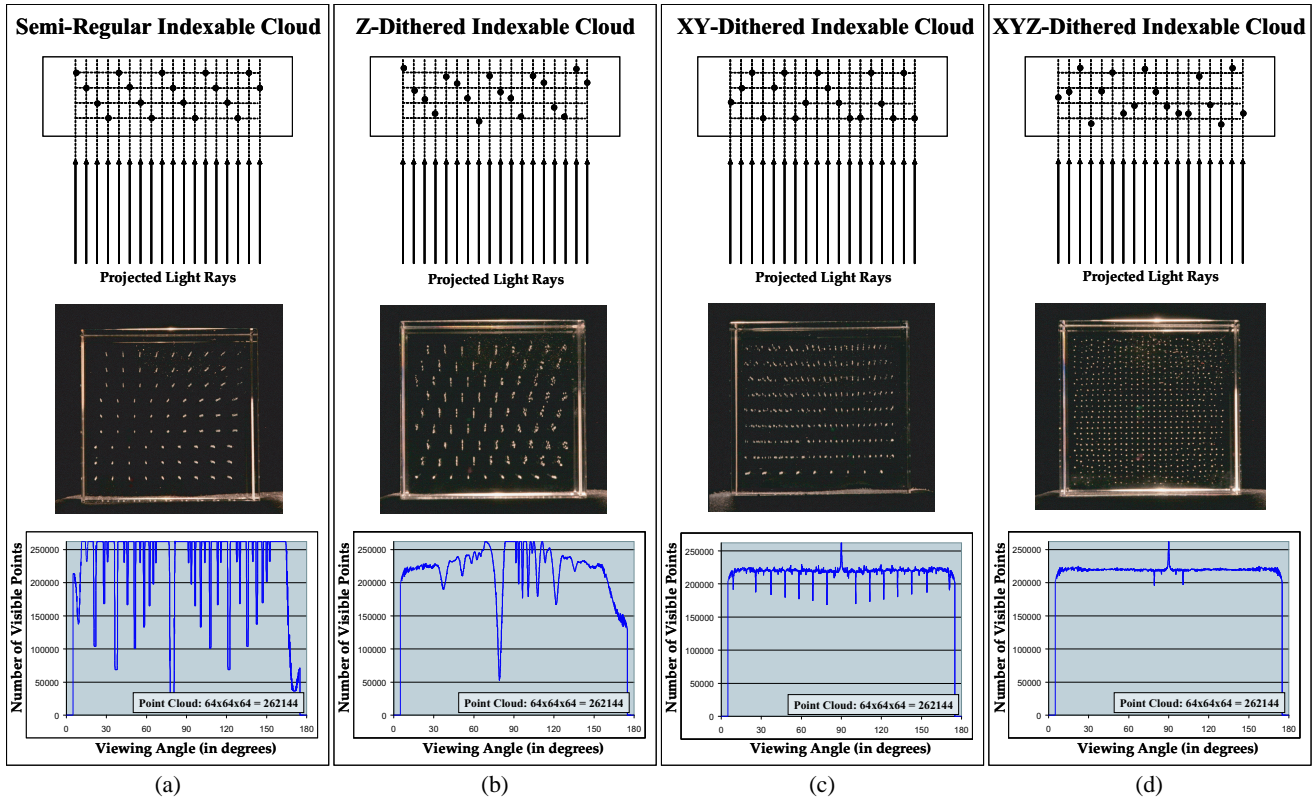 Semi-Regular Indexable Cloud
Projected Light Rays
Number of Visible Points
250000
200000
150000
100000
50000
0
Point Cloud: 64x64x64 = 262144
0 30 60 90 120 150 180
Viewing Angle (in degrees)
(a)
Z-Dithered Indexable Cloud
Projected Light Rays
Number of Visible Points
250000
200000
150000
100000
50000
0
Point Cloud: 64x64x64 = 262144
0 30 60 90 120 150 180
Viewing Angle (in degrees)
(b)
XY-Dithered Indexable Cloud
Projected Light Rays
Number of Visible Points
250000
200000
150000
100000
50000
0
Point Cloud: 64x64x64 = 262144
0 30 60 90 120 150 180
Viewing Angle (in degrees)
(c)
XYZ-Dithered Indexable Cloud
Projected Light Rays
Number of Visible Points
250000
200000
150000
100000
50000
0
Point Cloud: 64x64x64 = 262144
0 30 60 90 120 150 180
Viewing Angle (in degrees)
(d)